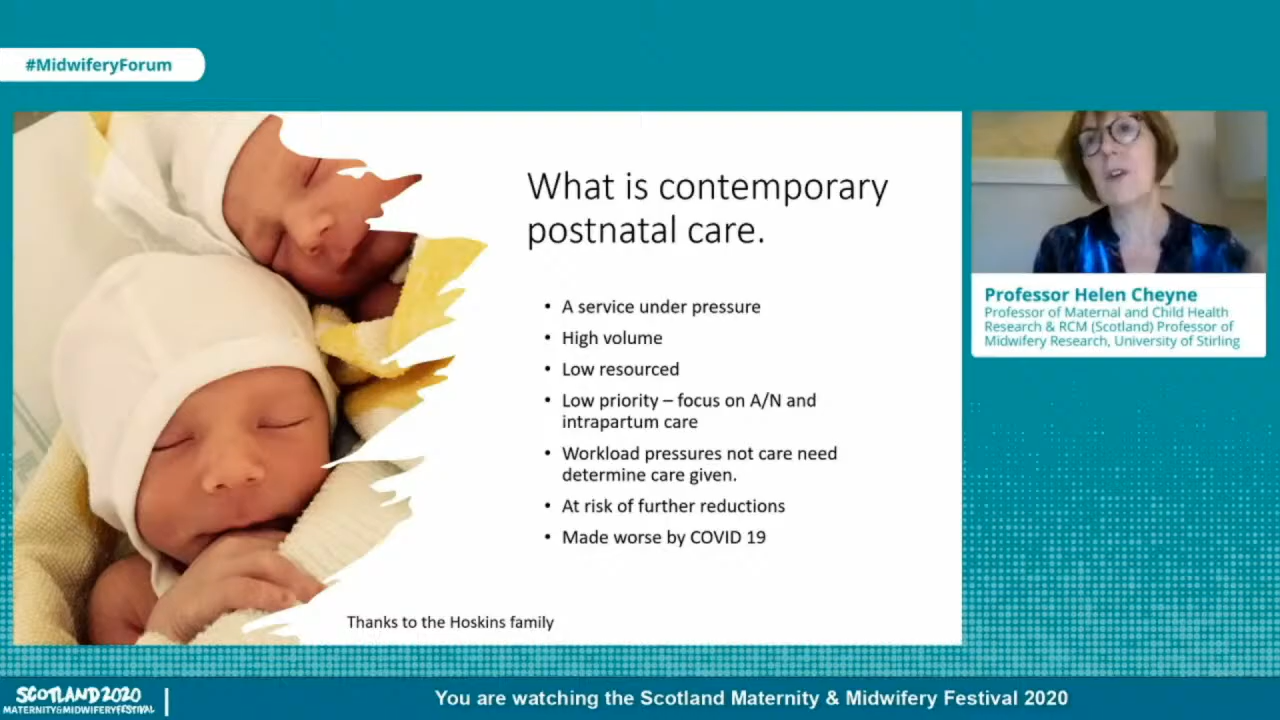 #MidwiferyForum
What is contemporary
postnatal care.
• A service under pressure
• High volume
• Low resourced
• Low priority – focus on A/N and
intrapartum care
• Workload pressures not care need
determine care given.
• At risk of further reductions
• Made worse by COVID 19
Thanks to the Hoskins family
Professor Helen Cheyne
Professor of Maternal and Child Health
Research & RCM (Scotland) Professor of
Midwifery Research, University of Stirling
SCOTLAND2020
MATERNITY&MIDWIFERYFESTIVAL
You are watching the Scotland Maternity & Midwifery Festival 2020